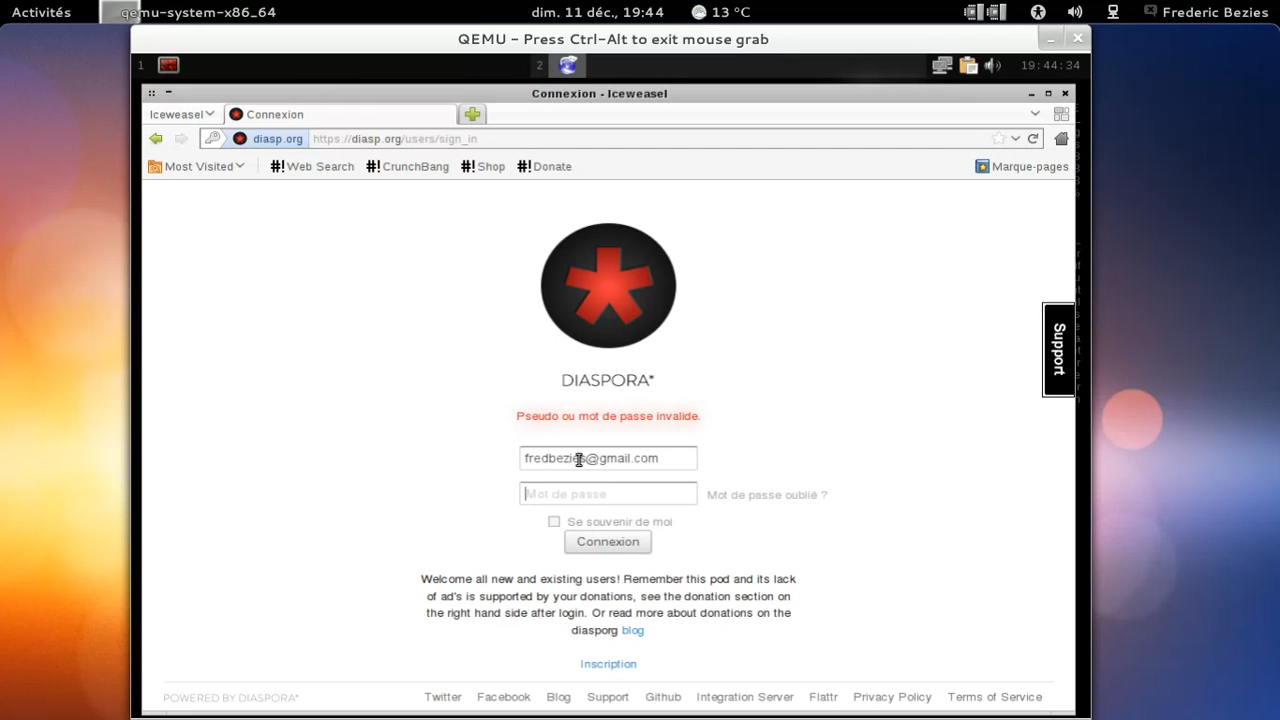 Activités qemu-system-x86_64 dim. 11 déc., 19:44 13 °C Frederic Bezies
QEMU - Press Ctrl-Alt to exit mouse grab
1 2 19:44:34
Connexion - Iceweasel
Iceweasel Connexion
diasp.org https://diasp.org/users/sign_in
Most Visited #! Web Search #! CrunchBang #! Shop #! Donate Marque-pages
DIASPORA*
Support
Pseudo ou mot de passe invalide.
fredbezies@gmail.com
Mot de passe Mot de passe oublié ?
Se souvenir de moi
Connexion
Welcome all new and existing users! Remember this pod and its lack
of ad's is supported by your donations, see the donation section on
the right hand side after login. Or read more about donations on the
diasporg blog
Inscription
POWERED BY DIASPORA* Twitter Facebook Blog Support Github Integration Server Flattr Privacy Policy Terms of Service